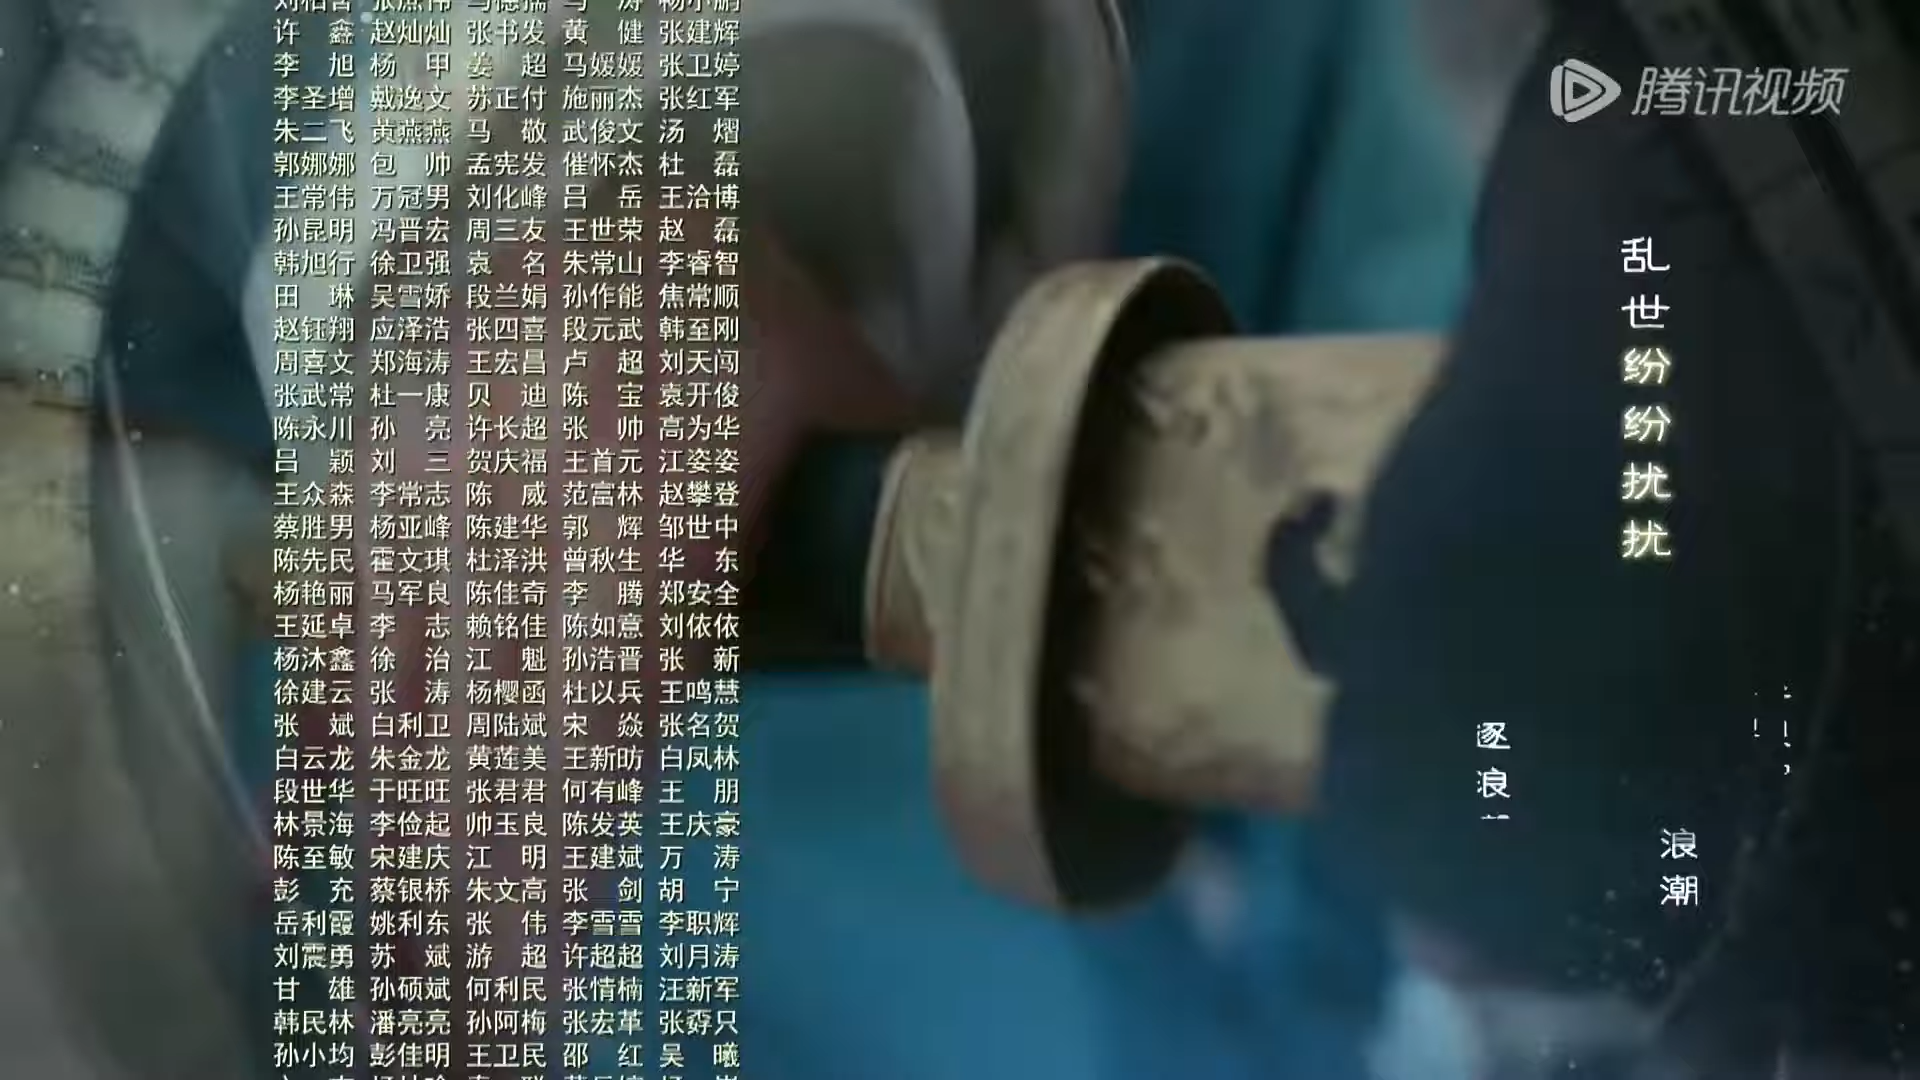 许鑫 赵灿灿 张书发 黄健 张建辉
李旭 杨甲 姜超 马媛媛 张卫婷
李圣增 戴逸文 苏正付 施丽杰 张红军
朱二飞 黄燕燕 马敬 武俊文 汤熠
郭娜娜 包帅 孟宪发 催怀杰 杜磊
王常伟 万冠男 刘化峰 吕岳 王洽博
孙昆明 冯晋宏 周三友 王世荣 赵磊
韩旭行 徐卫强 袁名 朱常山 李睿智
田琳 吴雪娇 段兰娟 孙作能 焦常顺
赵钰翔 应泽浩 张四喜 段元武 韩至刚
周喜文 郑海涛 王宏昌 卢超 刘天闯
张武常 杜一康 贝迪 陈宝 袁开俊
陈永川 孙亮 许长超 张帅 高为华
吕颖 刘三 贺庆福 王首元 江姿姿
王众森 李常志 陈威 范富林 赵攀登
蔡胜男 杨亚峰 陈建华 郭辉 邹世中
陈先民 霍文琪 杜泽洪 曾秋生 华东
杨艳丽 马军良 陈佳奇 李腾 郑安全
王延卓 李志 赖铭佳 陈如意 刘依依
杨沐鑫 徐治 江魁 孙浩晋 张新
徐建云 张涛 杨樱函 杜以兵 王鸣慧
张斌 白利卫 周陆斌 宋焱 张名贺
白云龙 朱金龙 黄莲美 王新昉 白凤林
段世华 于旺旺 张君君 何有峰 王朋
林景海 李俭起 帅玉良 陈发英 王庆豪
陈至敏 宋建庆 江明 王建斌 万涛
彭充 蔡银桥 朱文高 张剑 胡宁
岳利霞 姚利东 张伟 李雪雪 李职辉
刘震勇 苏斌 游超 许超超 刘月涛
甘雄 孙硕斌 何利民 张情楠 汪新军
韩民林 潘亮亮 孙阿梅 张宏革 张孬只
孙小均 彭佳明 王卫民 邵红 吴曦
腾讯视频
乱世纷纷扰扰
浪潮
逐浪